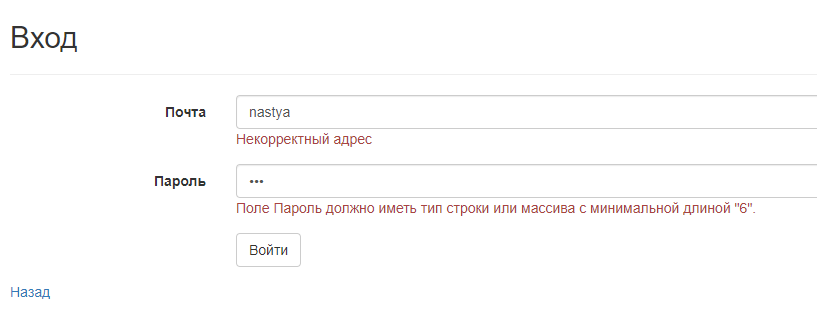 Вход
Почта
nastya
Некорректный адрес
Пароль
•••
Поле Пароль должно иметь тип строки или массива с минимальной длиной "6".
Войти
Назад